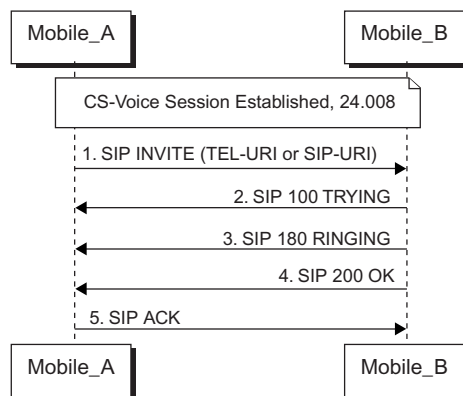 Mobile_A
Mobile_B
CS-Voice Session Established, 24.008
1. SIP INVITE (TEL-URI or SIP-URI)
2. SIP 100 TRYING
3. SIP 180 RINGING
4. SIP 200 OK
5. SIP ACK
Mobile_A
Mobile_B